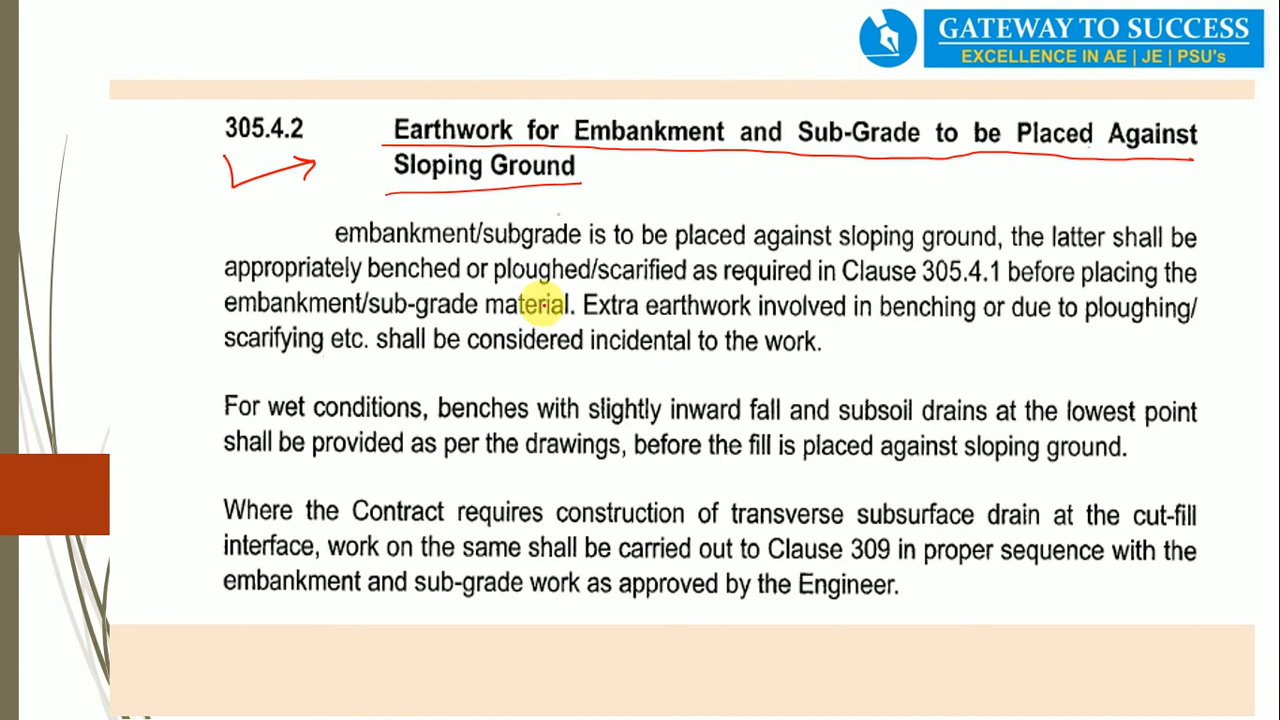 GATEWAY TO SUCCESS
EXCELLENCE IN AE | JE | PSU's
305.4.2 Earthwork for Embankment and Sub-Grade to be Placed Against
Sloping Ground
embankment/subgrade is to be placed against sloping ground, the latter shall be
appropriately benched or ploughed/scarified as required in Clause 305.4.1 before placing the
embankment/sub-grade material. Extra earthwork involved in benching or due to ploughing/
scarifying etc. shall be considered incidental to the work.
For wet conditions, benches with slightly inward fall and subsoil drains at the lowest point
shall be provided as per the drawings, before the fill is placed against sloping ground.
Where the Contract requires construction of transverse subsurface drain at the cut-fill
interface, work on the same shall be carried out to Clause 309 in proper sequence with the
embankment and sub-grade work as approved by the Engineer.